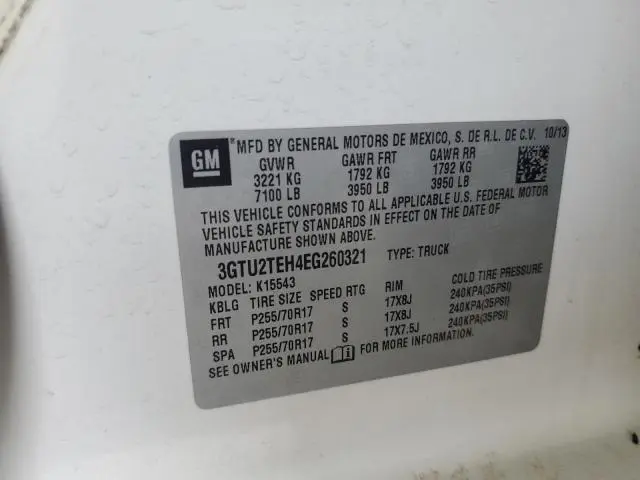 GM
*MFD BY GENERAL MOTORS DE MEXICO, S. DE R.L. DE C.V. 10/13
GVWR GAWR FRT GAWR RR
3221 KG 1792 KG 1792 KG
7100 LB 3950 LB 3950 LB
THIS VEHICLE CONFORMS TO ALL APPLICABLE U.S. FEDERAL MOTOR
VEHICLE SAFETY STANDARDS IN EFFECT ON THE DATE OF
MANUFACTURE SHOWN ABOVE.
3GTU2TEH4EG260321 TYPE: TRUCK
MODEL: K15543
KBLG TIRE SIZE SPEED RTG RIM COLD TIRE PRESSURE
FRT P255/70R17 S 17X8J 240KPA(35PSI)
RR P255/70R17 S 17X8J 240KPA(35PSI)
SPA P255/70R17 S 17X7.5J 240KPA(35PSI)
SEE OWNER'S MANUAL FOR MORE INFORMATION.